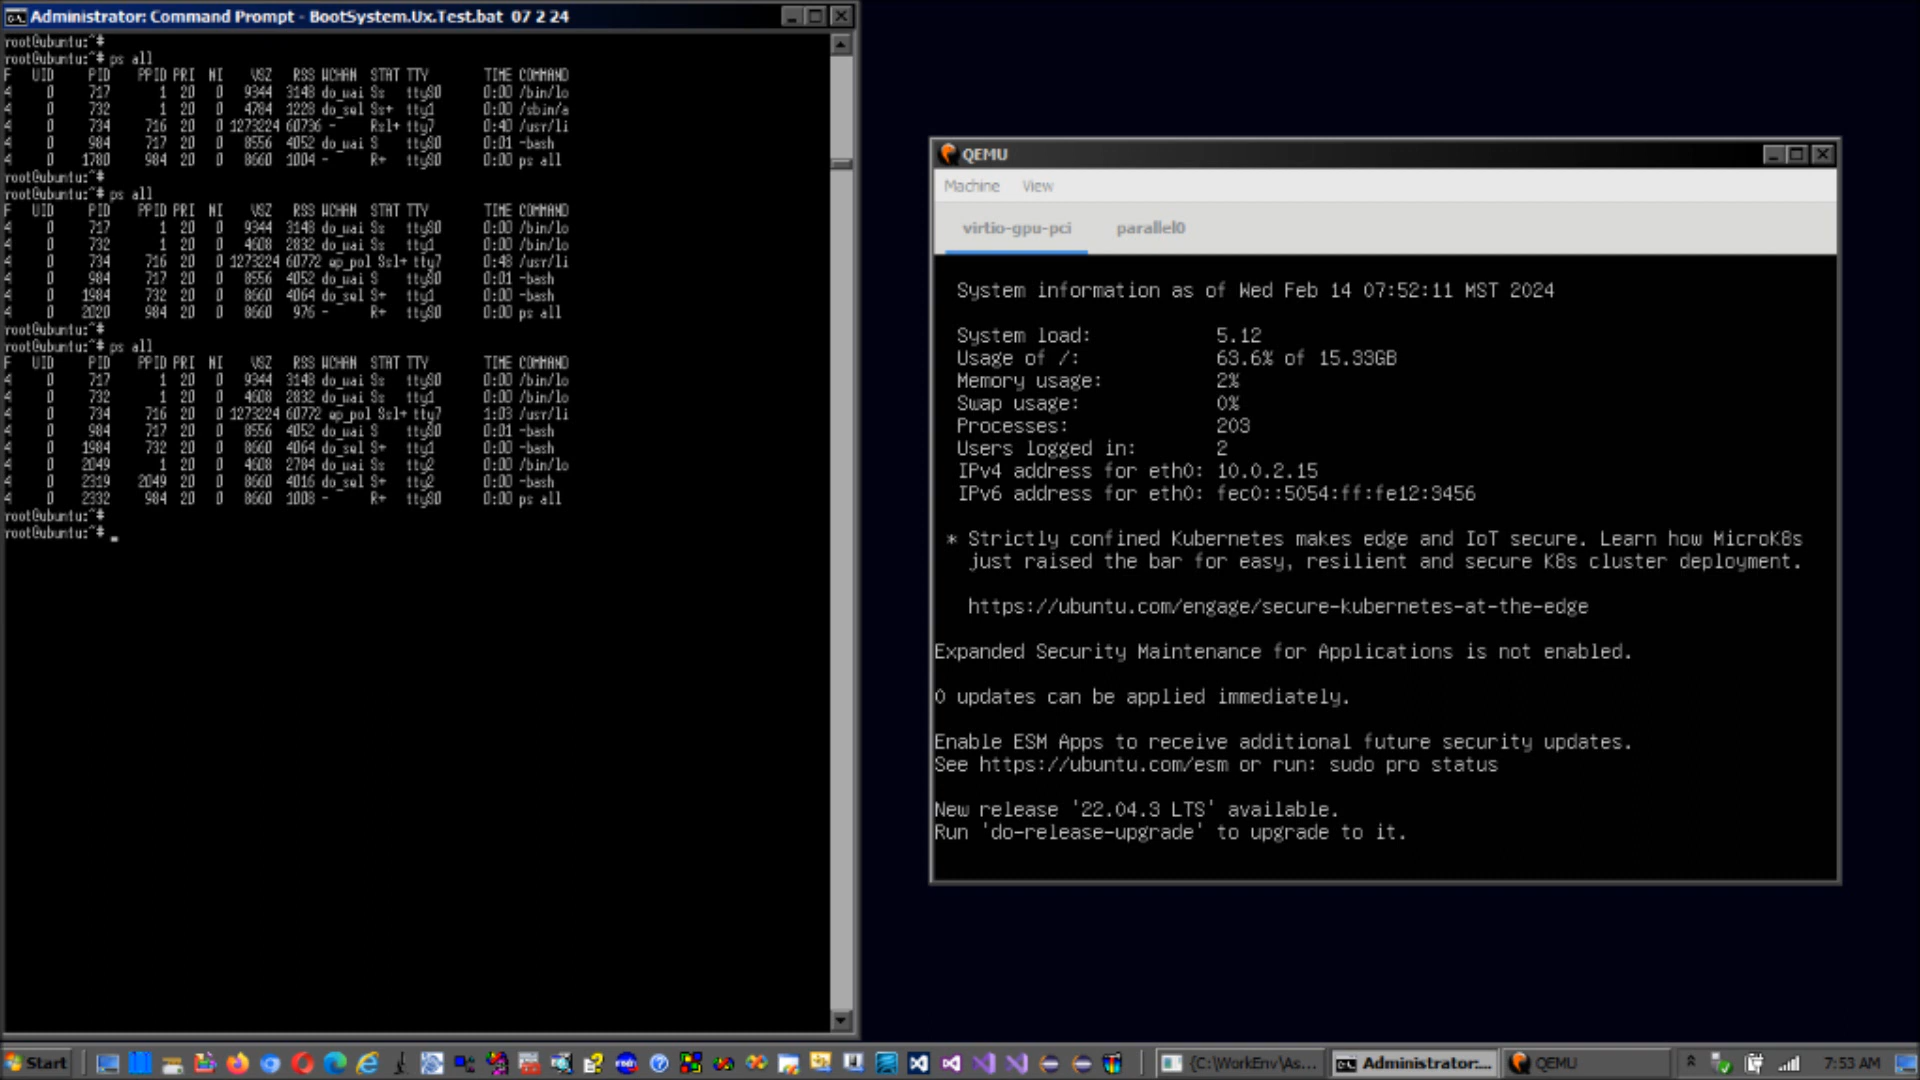 Administrator: Command Prompt - BootSystem.Ux.Test.bat 07 2 24
root@ubuntu:~#
root@ubuntu:~# ps all
F UID PID PPID PRI NI VSZ RSS WCHAN STAT TTY TIME COMMAND
4 0 717 1 20 0 9344 3148 do_wai Ss ttyS0 0:00 /bin/lo
4 0 732 1 20 0 4784 1228 do_sel Ss+ tty1 0:00 /sbin/a
4 0 734 716 20 0 1273224 60736 - Rsl+ tty7 0:40 /usr/li
4 0 984 717 20 0 8556 4052 do_wai S ttyS0 0:01 -bash
4 0 1780 984 20 0 8660 1004 - R+ ttyS0 0:00 ps all
root@ubuntu:~#
root@ubuntu:~# ps all
F UID PID PPID PRI NI VSZ RSS WCHAN STAT TTY TIME COMMAND
4 0 717 1 20 0 9344 3148 do_wai Ss ttyS0 0:00 /bin/lo
4 0 732 1 20 0 4608 2832 do_wai Ss tty1 0:00 /bin/lo
4 0 734 716 20 0 1273224 60772 ep_pol Ssl+ tty7 0:48 /usr/li
4 0 984 717 20 0 8556 4052 do_wai S ttyS0 0:01 -bash
4 0 1984 732 20 0 8660 4064 do_sel S+ tty1 0:00 -bash
4 0 2020 984 20 0 8660 976 - R+ ttyS0 0:00 ps all
root@ubuntu:~#
root@ubuntu:~# ps all
F UID PID PPID PRI NI VSZ RSS WCHAN STAT TTY TIME COMMAND
4 0 717 1 20 0 9344 3148 do_wai Ss ttyS0 0:00 /bin/lo
4 0 732 1 20 0 4608 2832 do_wai Ss tty1 0:00 /bin/lo
4 0 734 716 20 0 1273224 60772 ep_pol Ssl+ tty7 1:03 /usr/li
4 0 984 717 20 0 8556 4052 do_wai S ttyS0 0:01 -bash
4 0 1984 732 20 0 8660 4064 do_sel S+ tty1 0:00 -bash
4 0 2049 1 20 0 4608 2784 do_wai Ss tty2 0:00 /bin/lo
4 0 2319 2049 20 0 8660 4016 do_sel S+ tty2 0:00 -bash
4 0 2332 984 20 0 8660 1008 - R+ ttyS0 0:00 ps all
root@ubuntu:~#
root@ubuntu:~# _
QEMU
Machine View
virtio-gpu-pci parallel0
System information as of Wed Feb 14 07:52:11 MST 2024
System load: 5.12
Usage of /: 63.6% of 15.33GB
Memory usage: 2%
Swap usage: 0%
Processes: 203
Users logged in: 2
IPv4 address for eth0: 10.0.2.15
IPv6 address for eth0: fec0::5054:ff:fe12:3456
* Strictly confined Kubernetes makes edge and IoT secure. Learn how MicroK8s
just raised the bar for easy, resilient and secure K8s cluster deployment.
https://ubuntu.com/engage/secure-kubernetes-at-the-edge
Expanded Security Maintenance for Applications is not enabled.
0 updates can be applied immediately.
Enable ESM Apps to receive additional future security updates.
See https://ubuntu.com/esm or run: sudo pro status
New release '22.04.3 LTS' available.
Run 'do-release-upgrade' to upgrade to it.
Start {C:\WorkEnv\As... Administrator:... QEMU 7:53 AM